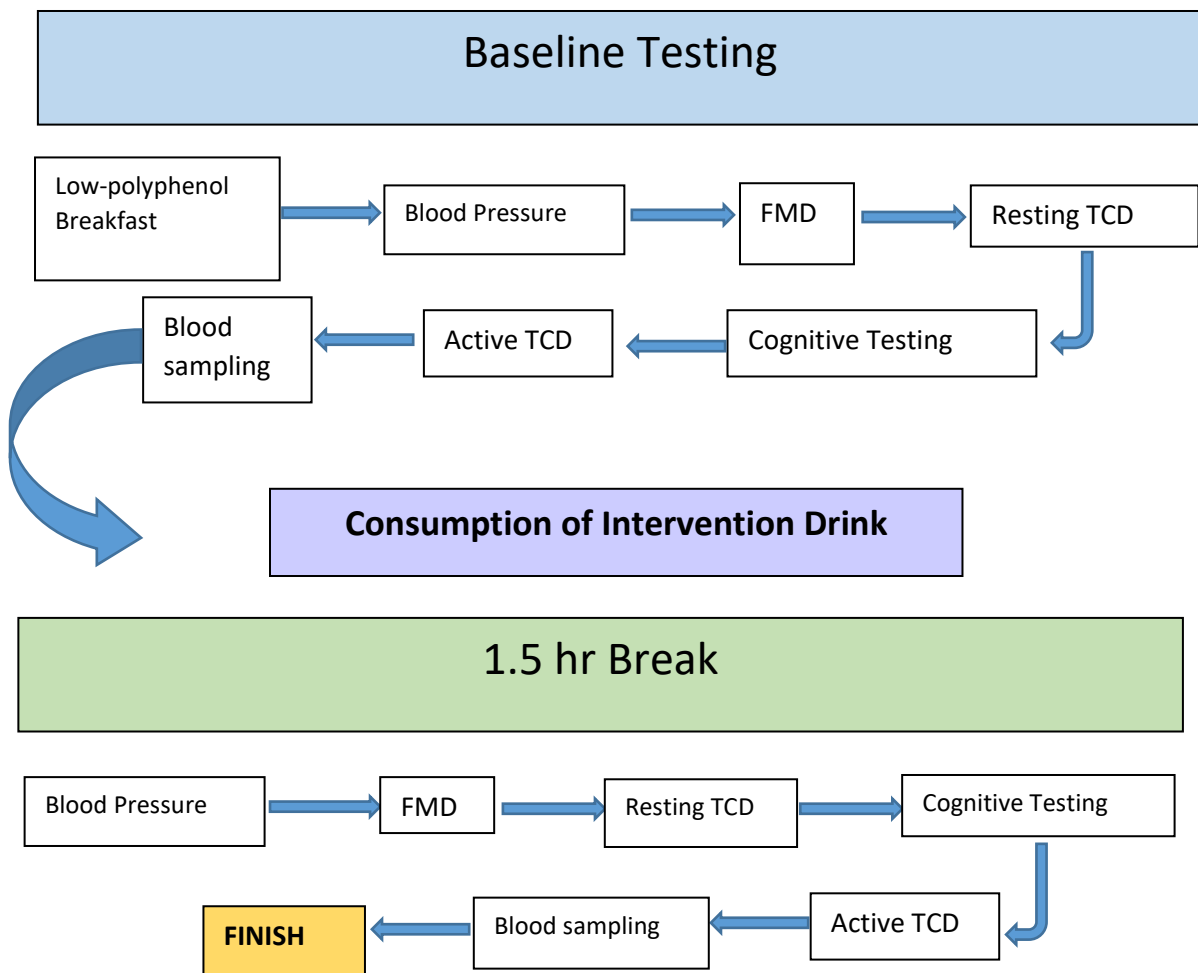 Baseline Testing
Low-polyphenol
Breakfast
Blood Pressure
FMD
Resting TCD
Cognitive Testing
Active TCD
Blood
sampling
Consumption of Intervention Drink
1.5 hr Break
Blood Pressure
FMD
Resting TCD
Cognitive Testing
Active TCD
Blood sampling
FINISH